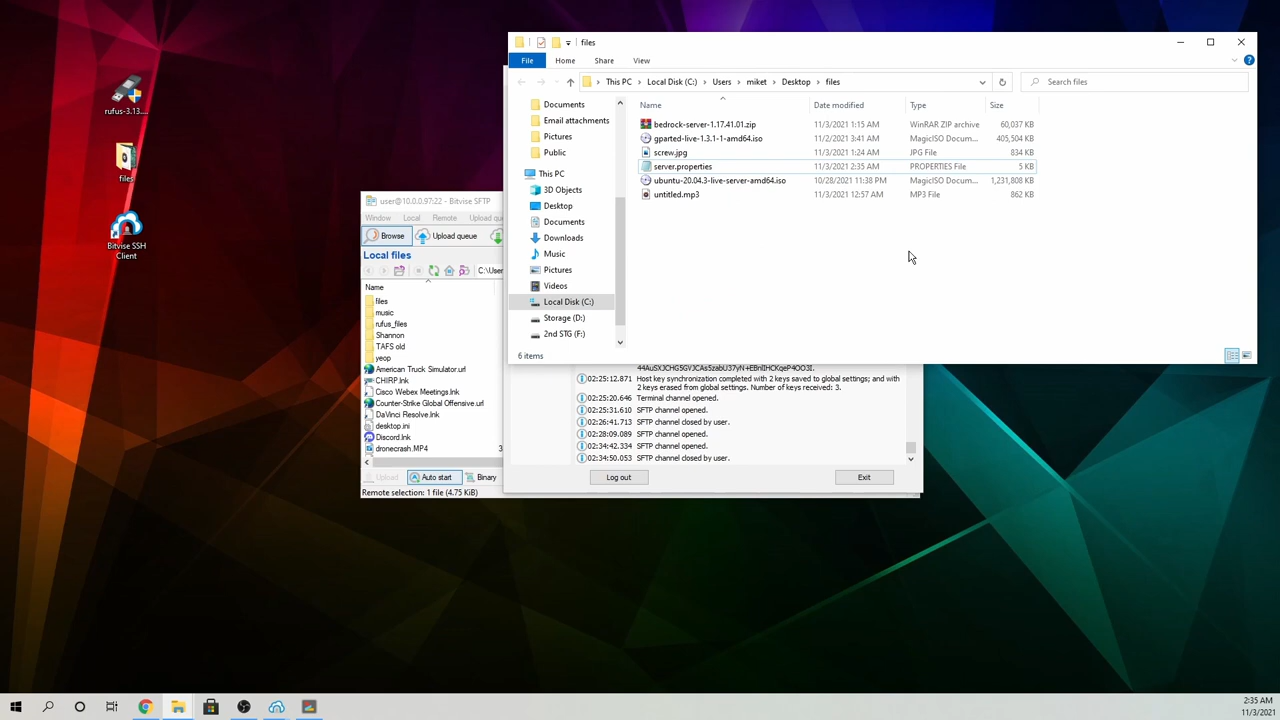 rufus-3.13....
files
Bitvise SSH
Client
files
File
Home
Share
View
This PC
Local Disk (C:)
Users
miket
Desktop
files
Search files
Documents
Email attachments
Pictures
Public
This PC
3D Objects
Desktop
Documents
Downloads
Music
Pictures
Videos
Local Disk (C:)
Storage (D:)
2nd STG (F:)
Name Date modified Type Size
bedrock-server-1.17.41.01.zip 11/3/2021 1:15 AM WinRAR ZIP archive 60,037 KB
gparted-live-1.3.1-1-amd64.iso 11/2/2021 3:41 AM MagicISO Docum... 405,504 KB
screw.jpg 11/3/2021 1:24 AM JPG File 834 KB
server.properties 11/3/2021 2:35 AM PROPERTIES File 5 KB
ubuntu-20.04.3-live-server-amd64.iso 10/28/2021 11:38 PM MagicISO Docum... 1,231,808 KB
untitled.mp3 11/3/2021 12:57 AM MP3 File 862 KB
6 items
user@10.0.0.97:22 - Bitvise SFTP
Window Local Remote Upload qu
Browse Upload queue
Local files
C:\User
Name
files
music
rufus_files
Shannon
TAFS old
yeop
American Truck Simulator.url
CHIRP.lnk
Cisco Webex Meetings.lnk
Counter-Strike Global Offensive.url
DaVinci Resolve.lnk
desktop.ini
Discord.lnk
dronecrash.MP4 3
Upload Auto start Binary
Remote selection: 1 file (4.75 KiB)
02:25:12.871 Host key synchronization completed with 2 keys saved to global settings; and with
2 keys erased from global settings. Number of keys received: 3.
02:25:20.646 Terminal channel opened.
02:25:31.610 SFTP channel opened.
02:26:41.713 SFTP channel closed by user.
02:28:09.089 SFTP channel opened.
02:34:42.334 SFTP channel opened.
02:34:50.053 SFTP channel closed by user.
Log out
Exit
2:35 AM
11/3/2021